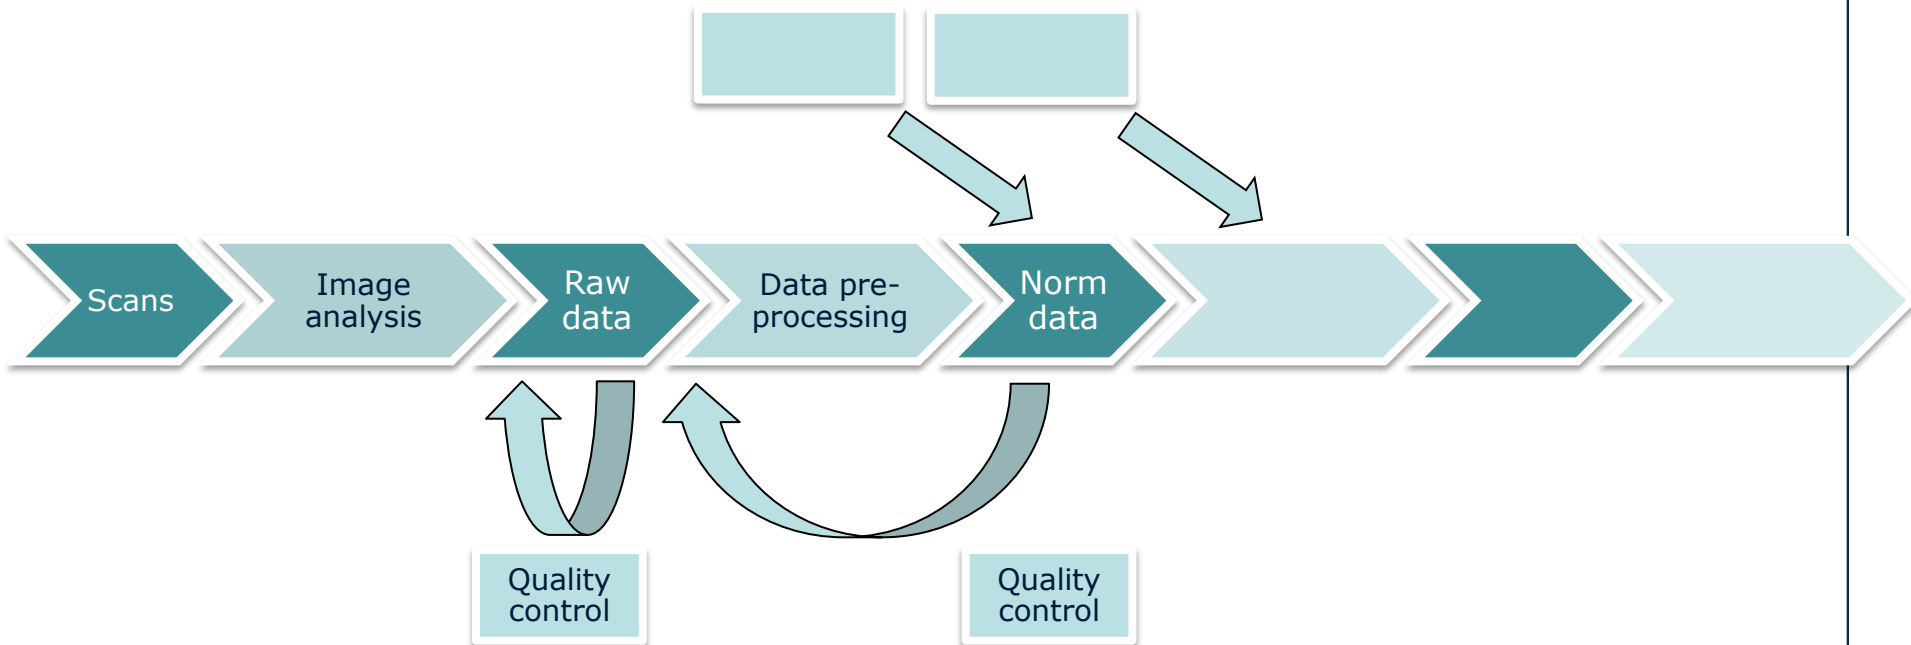 Scans
Image
analysis
Raw
data
Data pre-
processing
Norm
data
Quality
control
Quality
control